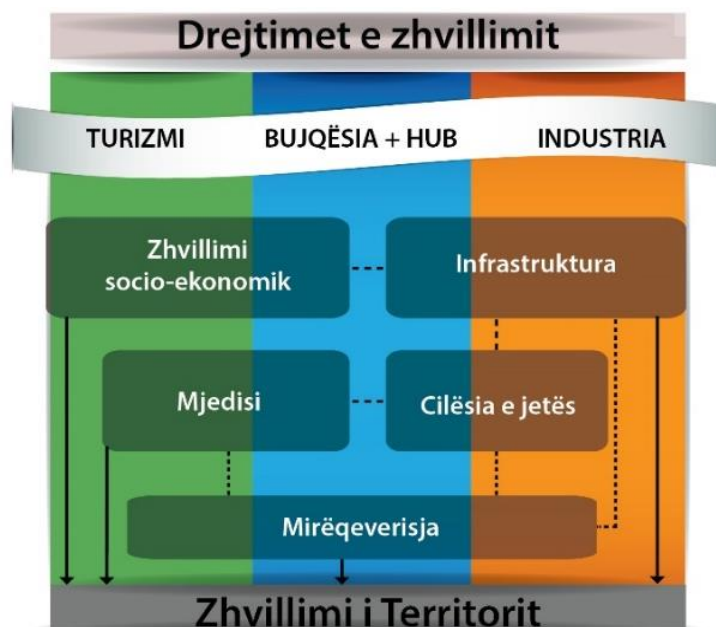 Drejtimet e zhvillimit
TURIZMI
BUJQËSIA + HUB
INDUSTRIA
Zhvillimi
socio-ekonomik
Infrastruktura
Mjedisi
Cilësia e jetës
Mirëqeverisja
Zhvillimi i Territorit